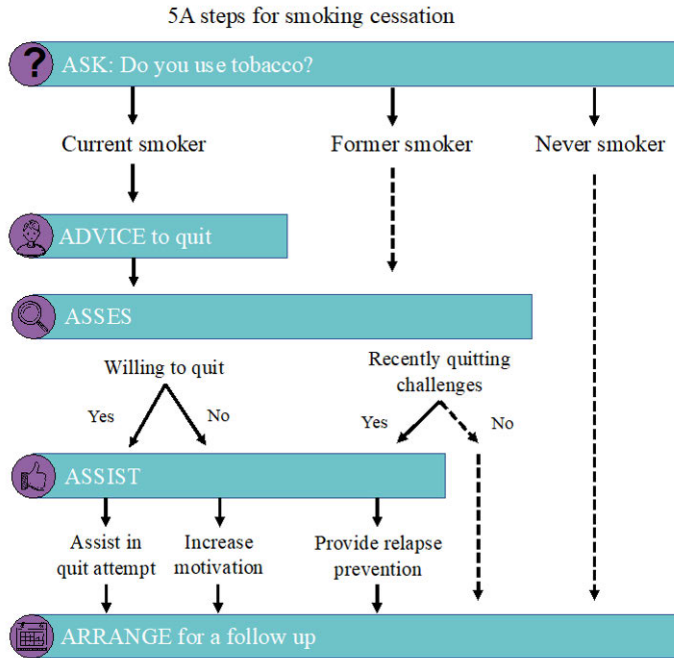 5A steps for smoking cessation
?
ASK: Do you use tobacco?
Current smoker
Former smoker
Never smoker
ADVICE to quit
ASSES
Willing to quit
Recently quitting
challenges
Yes
No
Yes
No
ASSIST
Assist in
quit attempt
Increase
motivation
Provide relapse
prevention
ARRANGE for a follow up